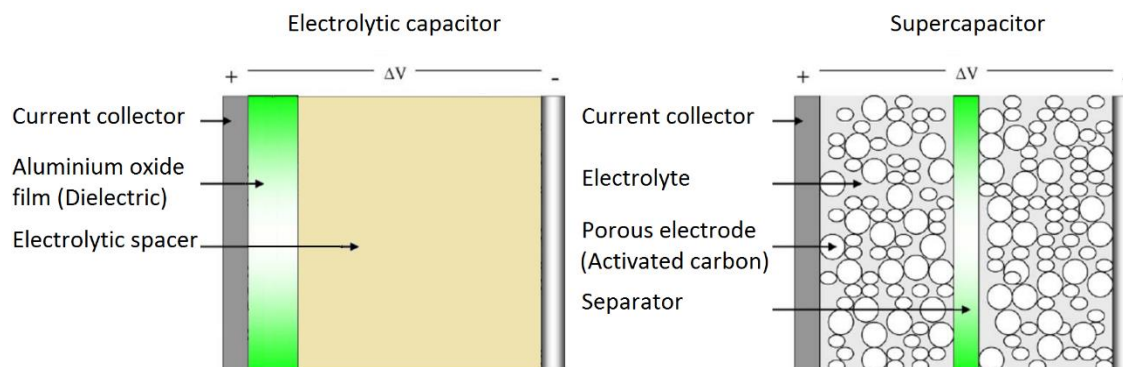 Electrolytic capacitor
+ ΔV -
Current collector
Aluminium oxide
film (Dielectric)
Electrolytic spacer
Supercapacitor
+ ΔV -
Current collector
Electrolyte
Porous electrode
(Activated carbon)
Separator